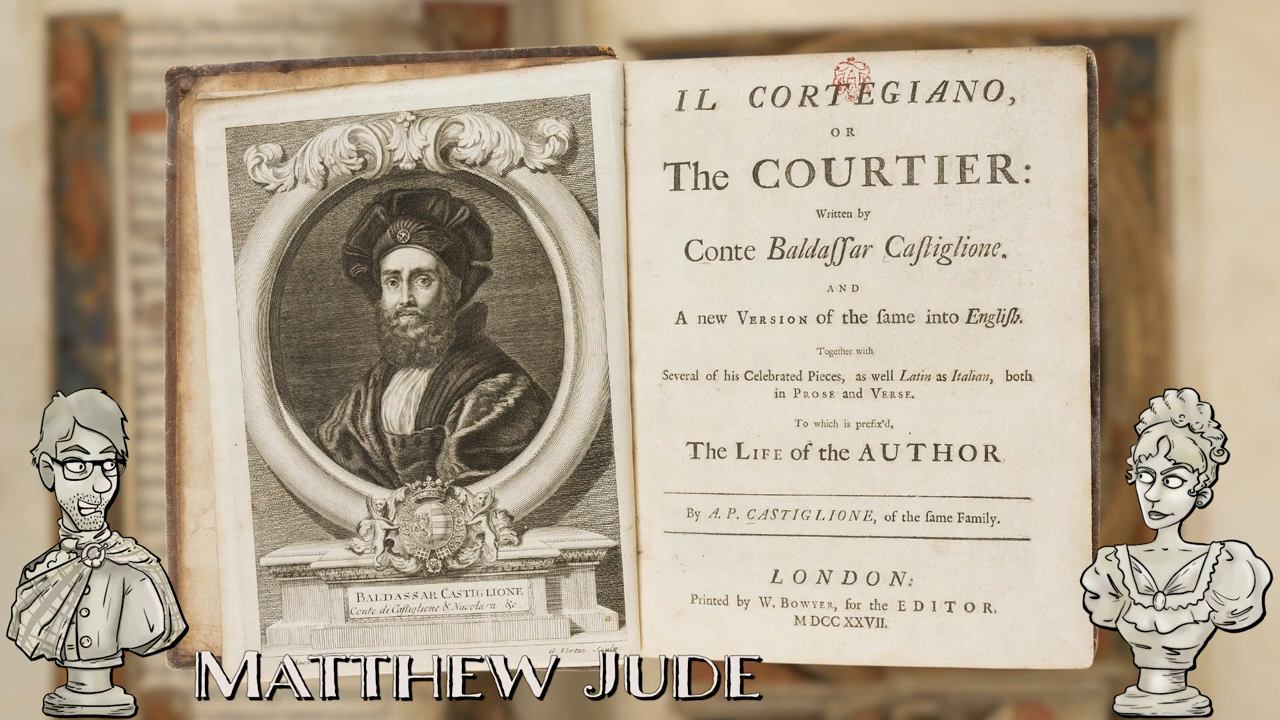 BALDASSAR CASTIGLIONE
Conte di Castiglione & Nuvolara &c.
G. Vertue Sculp
IL CORTEGIANO,
OR
The COURTIER:
Written by
Conte Baldaſſar Caſtiglione.
AND
A new VERSION of the ſame into Engliſh.
Together with
Several of his Celebrated Pieces, as well Latin as Italian, both
in PROSE and VERSE.
To which is prefix'd,
The LIFE of the AUTHOR
By A. P. CASTIGLIONE, of the ſame Family.
LONDON:
Printed by W. BOWYER, for the EDITOR,
MDCCXXVII.
MATTHEW JUDE